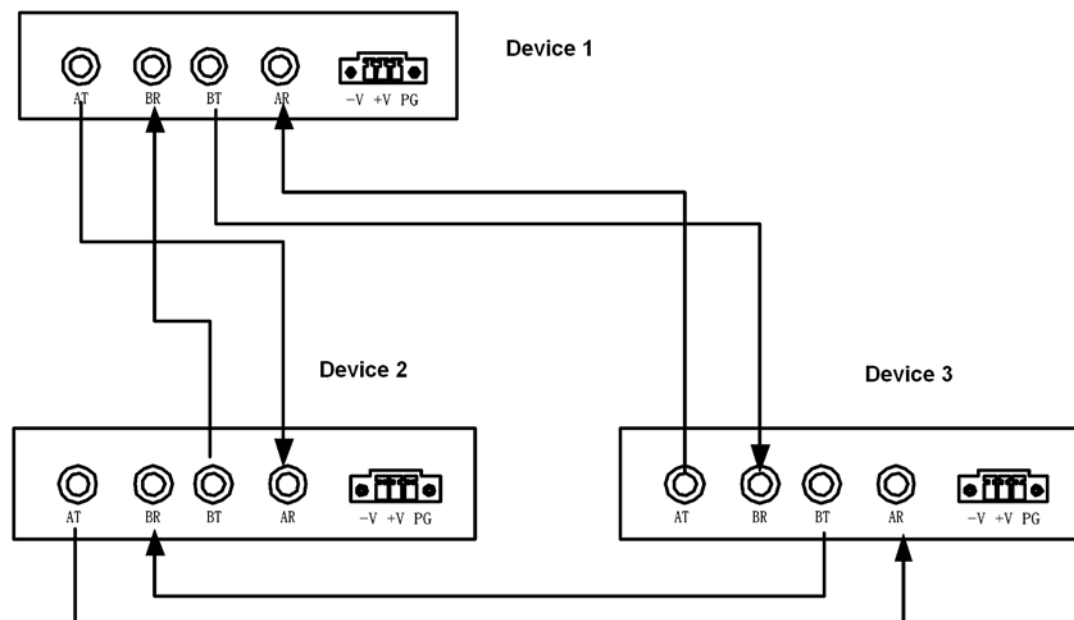 Device 1
AT BR BT AR -V +V PG
Device 2
Device 3
AT BR BT AR -V +V PG
AT BR BT AR -V +V PG